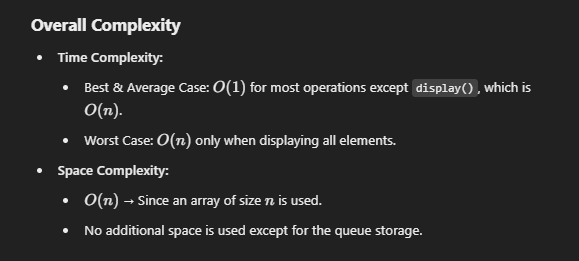 Overall Complexity
• Time Complexity:
• Best & Average Case: O(1) for most operations except display(), which is
O(n).
• Worst Case: O(n) only when displaying all elements.
• Space Complexity:
• O(n) → Since an array of size n is used.
• No additional space is used except for the queue storage.